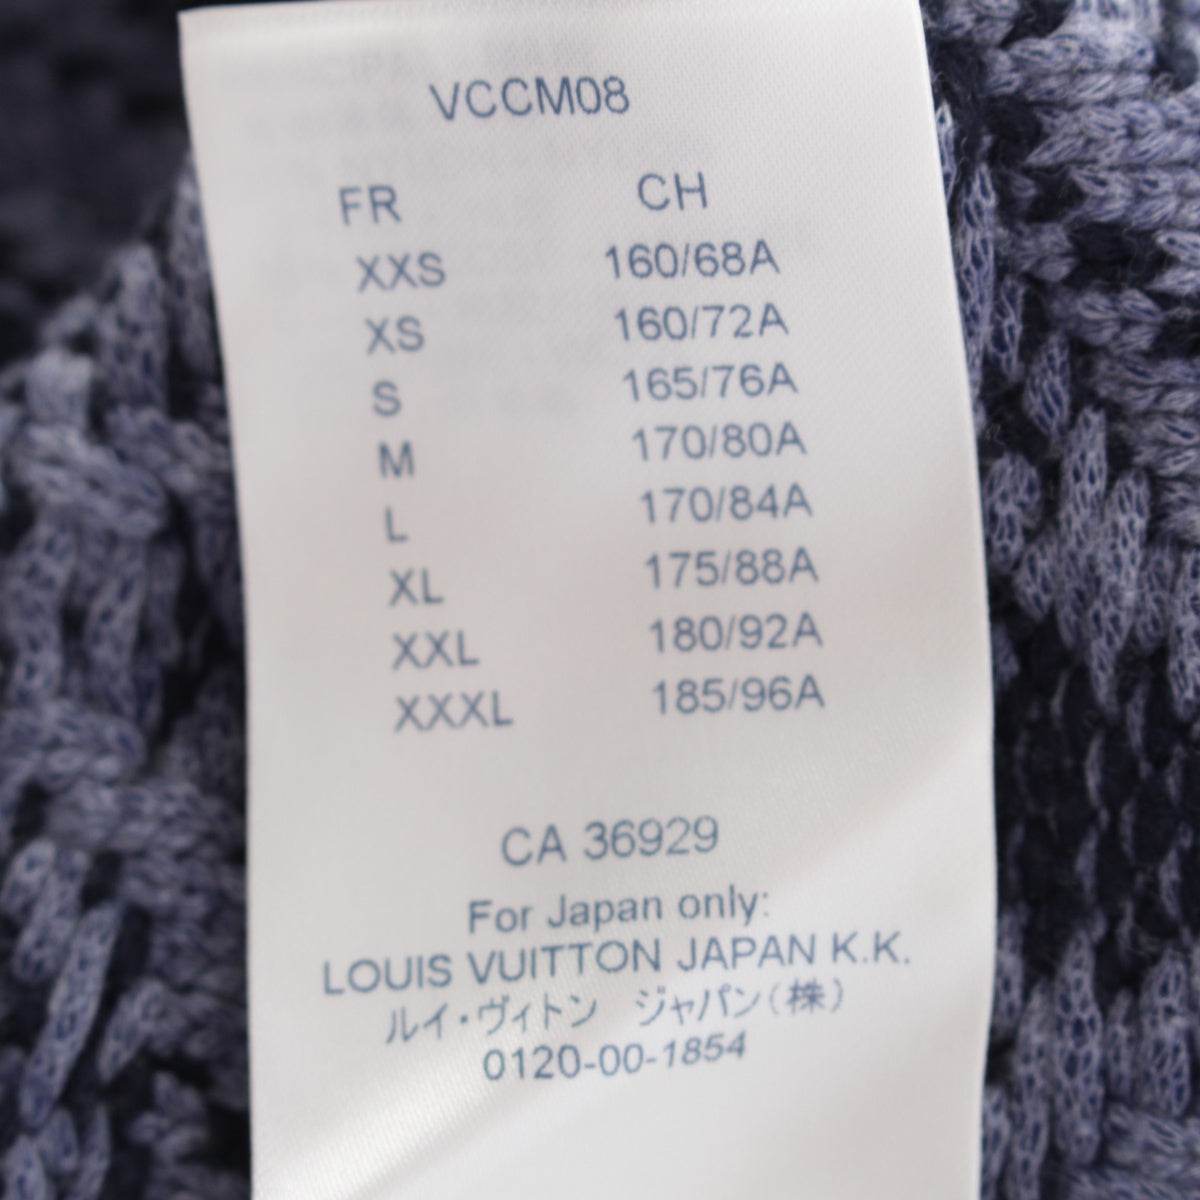 VCCM08
FR CH
XXS 160/68A
XS 160/72A
S 165/76A
M 170/80A
L 170/84A
XL 175/88A
XXL 180/92A
XXXL 185/96A
CA 36929
For Japan only:
LOUIS VUITTON JAPAN K.K.
ルイ・ヴィトン ジャパン(株)
0120-00-1854